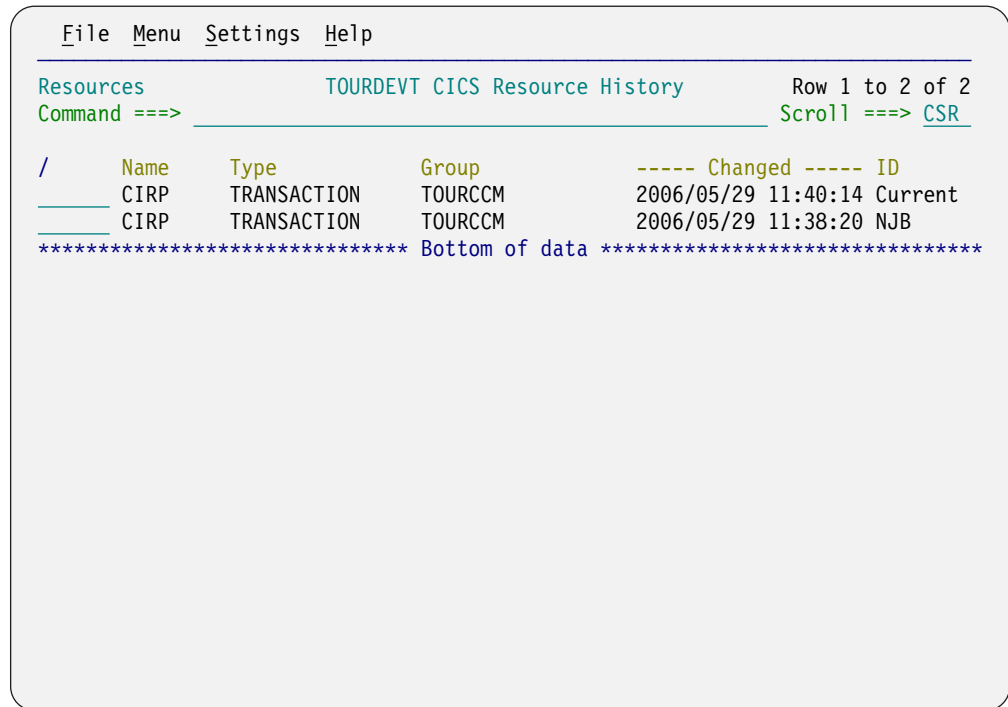 File Menu Settings Help
Resources TOURDEVT CICS Resource History Row 1 to 2 of 2
Command ===> Scroll ===> CSR
/ Name Type Group ----- Changed ----- ID
CIRP TRANSACTION TOURCCM 2006/05/29 11:40:14 Current
CIRP TRANSACTION TOURCCM 2006/05/29 11:38:20 NJB
******************************* Bottom of data ********************************